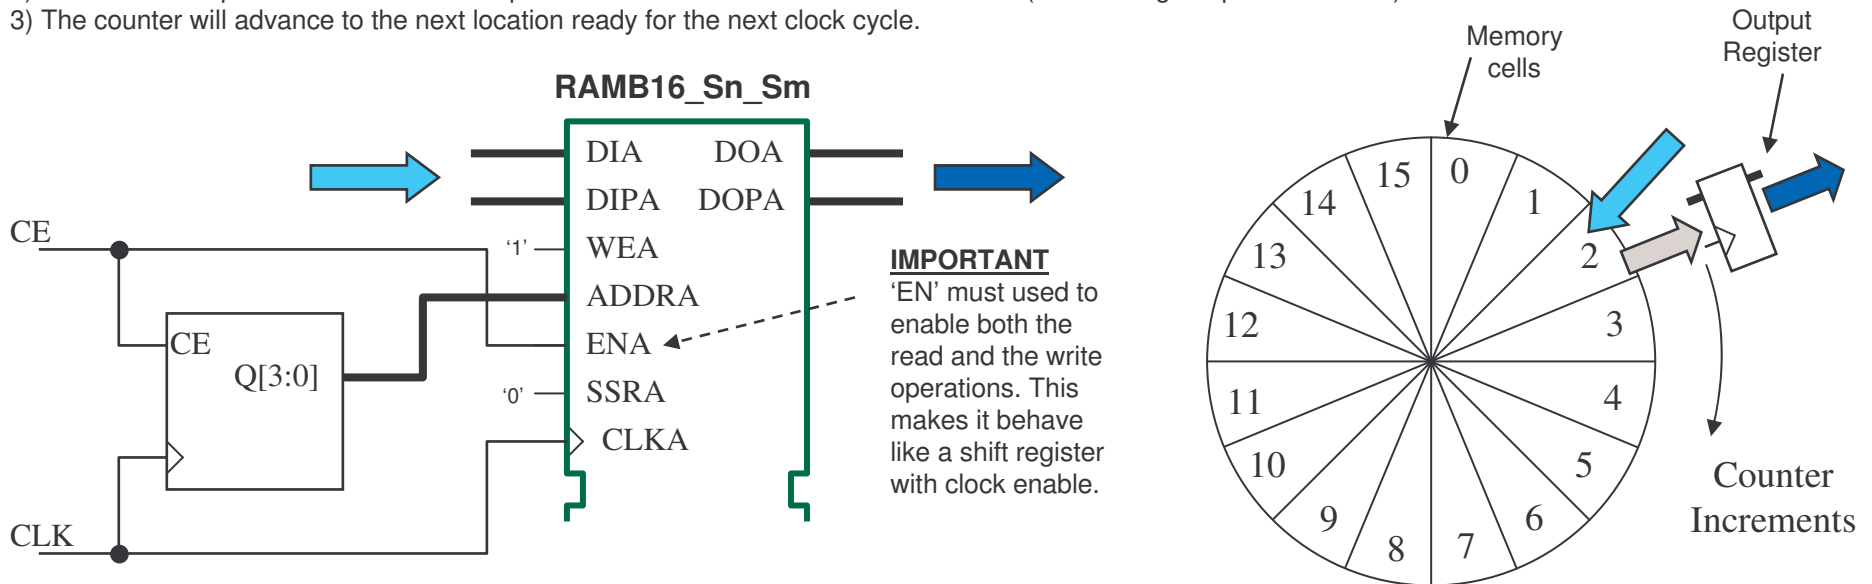 3) The counter will advance to the next location ready for the next clock cycle.
RAMB16_Sn_Sm
DIA DOA
DIPA DOPA
CE
'1' WEA
ADDRA
CE
ENA
Q[3:0]
'0' SSRA
CLKA
CLK
IMPORTANT
'EN' must used to
enable both the
read and the write
operations. This
makes it behave
like a shift register
with clock enable.
Memory
cells
Output
Register
0
1
2
3
4
5
6
7
8
9
10
11
12
13
14
15
Counter
Increments